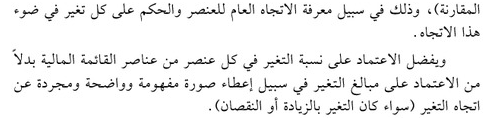 المقارنة)، وذلك في سبيل معرفة الاتجاه العام للعنصر والحكم على كل تغير في ضوء
هذا الاتجاه.
ويفضل الاعتماد على نسبة التغير في كل عنصر من عناصر القائمة المالية بدلاً
من الاعتماد على مبالغ التغير في سبيل إعطاء صورة مفهومة وواضحة ومجردة عن
اتجاه التغير (سواء كان التغير بالزيادة أو النقصان).